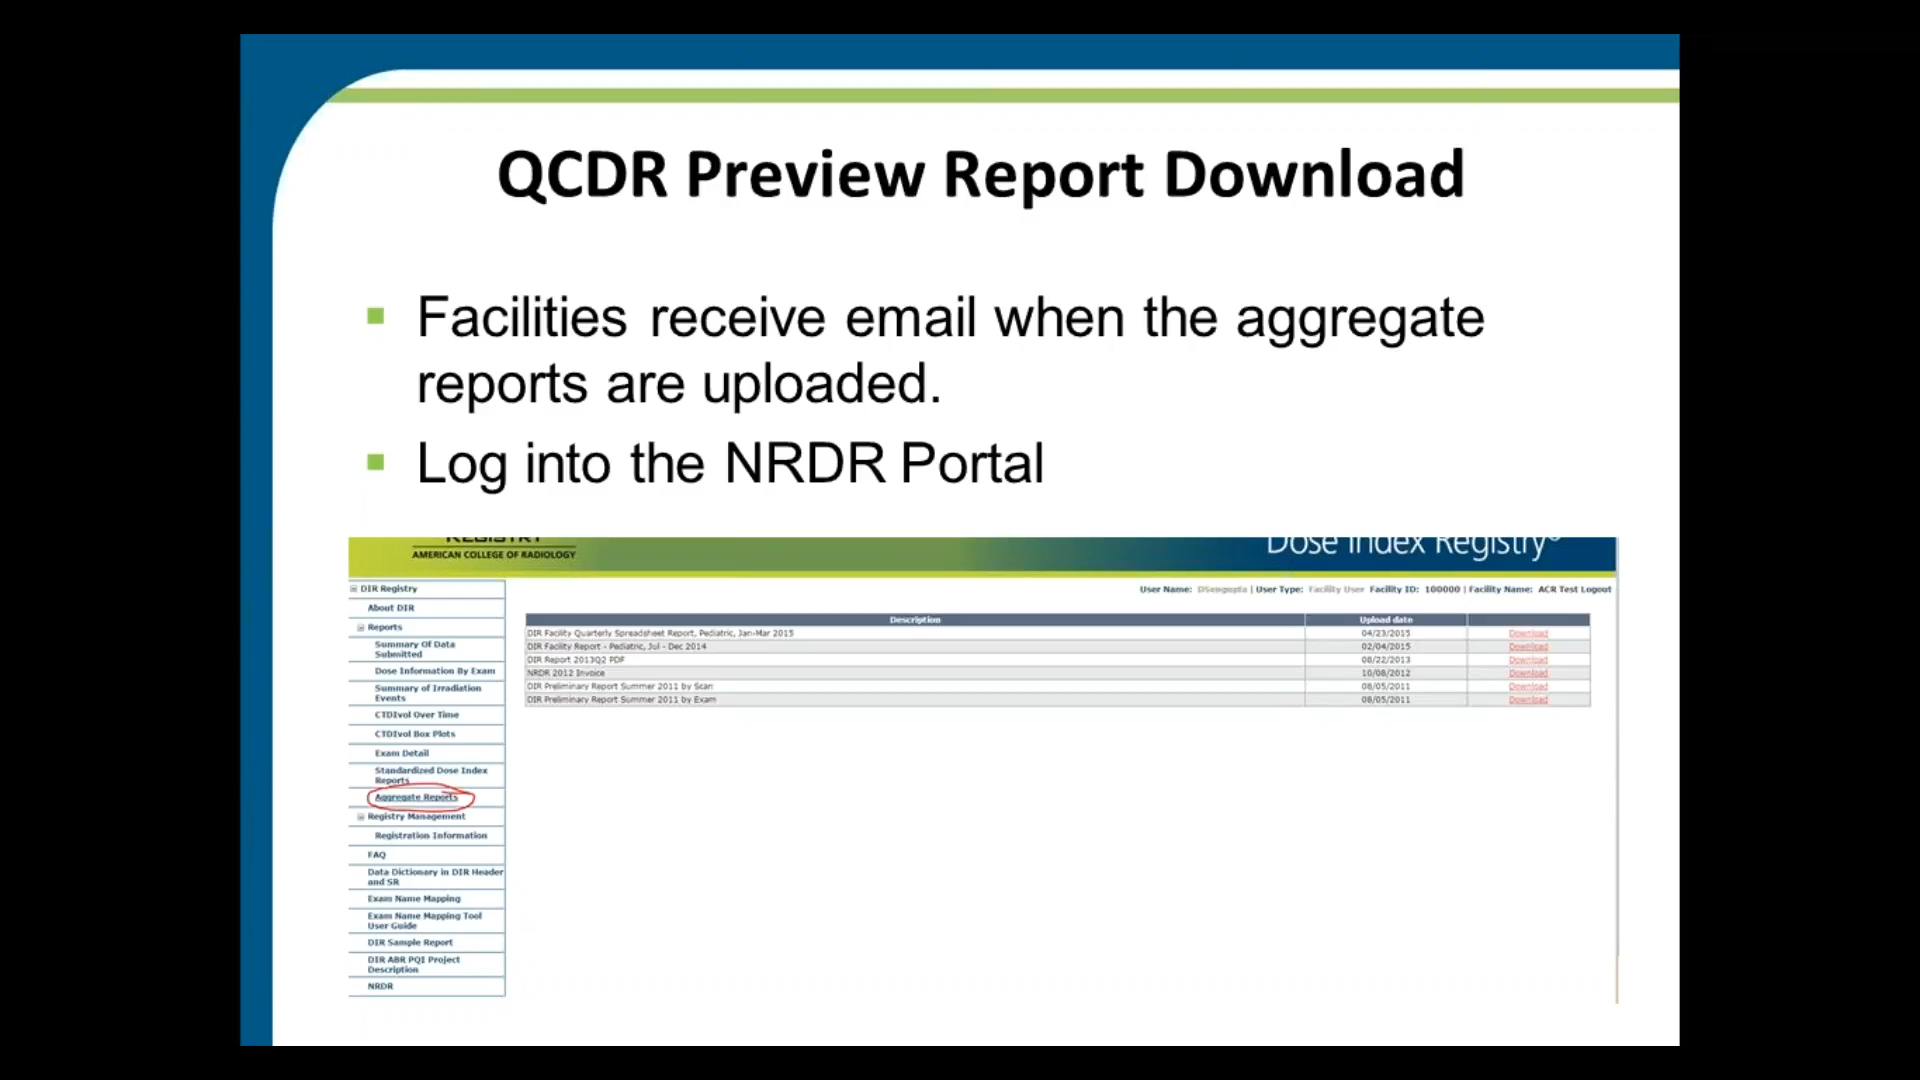 QCDR Preview Report Download
Facilities receive email when the aggregate
reports are uploaded.
Log into the NRDR Portal
REGISTRY
AMERICAN COLLEGE OF RADIOLOGY
Dose Index Registry®
User Name: DSengupta | User Type: Facility User Facility ID: 100000 | Facility Name: ACR Test Logout
DIR Registry
About DIR
Reports
Summary Of Data
Submitted
Dose Information By Exam
Summary of Irradiation
Events
CTDIvol Over Time
CTDIvol Box Plots
Exam Detail
Standardized Dose Index
Reports
Aggregate Reports
Registry Management
Registration Information
FAQ
Data Dictionary in DIR Header
and SR
Exam Name Mapping
Exam Name Mapping Tool
User Guide
DIR Sample Report
DIR ABR PQI Project
Description
NRDR
Description Upload date
DIR Facility Quarterly Spreadsheet Report, Pediatric, Jan-Mar 2015 04/23/2015 Download
DIR Facility Report - Pediatric, Jul - Dec 2014 02/04/2015 Download
DIR Report 2013Q2 PDF 08/22/2013 Download
NRDR 2012 Invoice 10/08/2012 Download
DIR Preliminary Report Summer 2011 by Scan 08/05/2011 Download
DIR Preliminary Report Summer 2011 by Exam 08/05/2011 Download